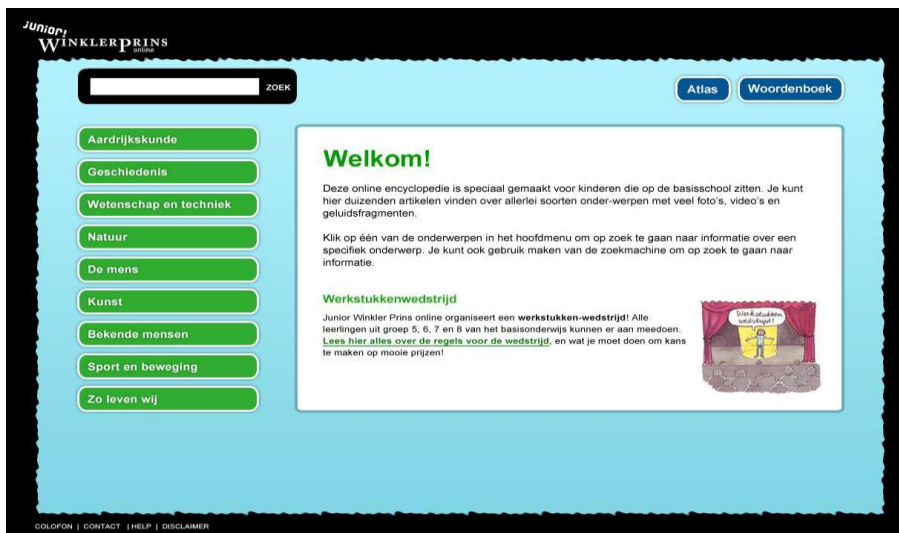 Junior!
WINKLERPRINS
online
ZOEK
Atlas
Woordenboek
Aardrijkskunde
Geschiedenis
Wetenschap en techniek
Natuur
De mens
Kunst
Bekende mensen
Sport en beweging
Zo leven wij
Welkom!
Deze online encyclopedie is speciaal gemaakt voor kinderen die op de basisschool zitten. Je kunt
hier duizenden artikelen vinden over allerlei soorten onder-werpen met veel foto's, video's en
geluidsfragmenten.
Klik op één van de onderwerpen in het hoofdmenu om op zoek te gaan naar informatie over een
specifiek onderwerp. Je kunt ook gebruik maken van de zoekmachine om op zoek te gaan naar
informatie.
Werkstukkenwedstrijd
Junior Winkler Prins online organiseert een werkstukken-wedstrijd! Alle
leerlingen uit groep 5, 6, 7 en 8 van het basisonderwijs kunnen er aan meedoen.
Lees hier alles over de regels voor de wedstrijd, en wat je moet doen om kans
te maken op mooie prijzen!
Werkstukken
wedstrijd!
COLOFON | CONTACT | HELP | DISCLAIMER